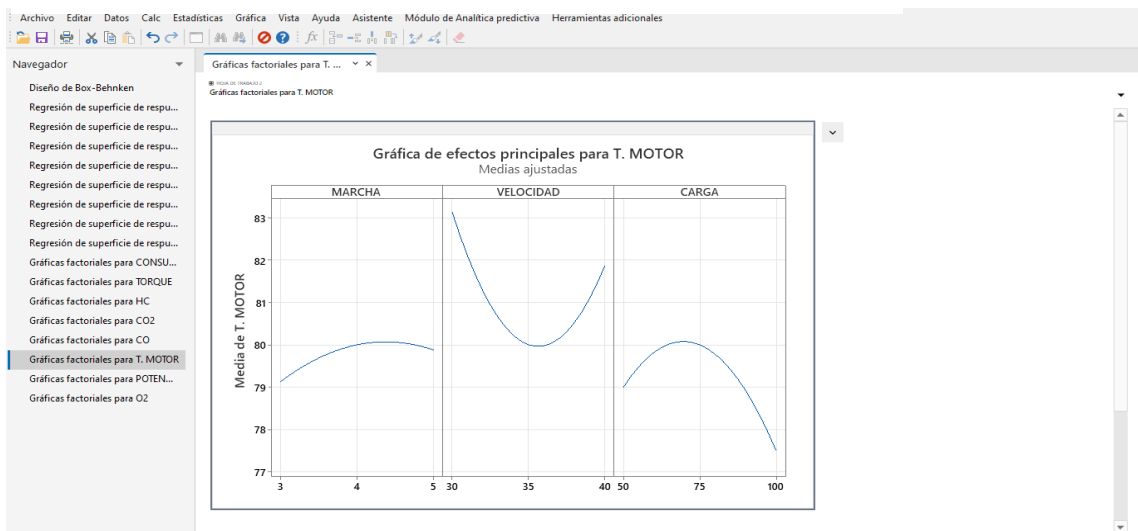 Archivo Editar Datos Calc Estadísticas Gráfica Vista Ayuda Asistente Módulo de Analítica predictiva Herramientas adicionales
Navegador
Diseño de Box-Behnken
Regresión de superficie de respu...
Regresión de superficie de respu...
Regresión de superficie de respu...
Regresión de superficie de respu...
Regresión de superficie de respu...
Regresión de superficie de respu...
Regresión de superficie de respu...
Regresión de superficie de respu...
Gráficas factoriales para CONSU...
Gráficas factoriales para TORQUE
Gráficas factoriales para HC
Gráficas factoriales para CO2
Gráficas factoriales para CO
Gráficas factoriales para T. MOTOR
Gráficas factoriales para POTEN...
Gráficas factoriales para O2
Gráficas factoriales para T. ...
HOJA DE TRABAJO 2
Gráficas factoriales para T. MOTOR
Gráfica de efectos principales para T. MOTOR
Medias ajustadas
MARCHA VELOCIDAD CARGA
Media de T. MOTOR
83
82
81
80
79
78
77
3 4 5 30 35 40 50 75 100